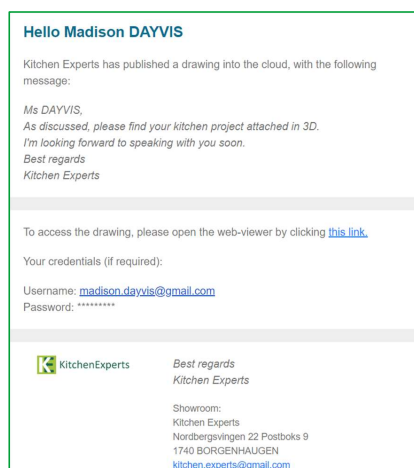 Hello Madison DAYVIS
Kitchen Experts has published a drawing into the cloud, with the following
message:
Ms DAYVIS,
As discussed, please find your kitchen project attached in 3D.
I'm looking forward to speaking with you soon.
Best regards
Kitchen Experts
To access the drawing, please open the web-viewer by clicking this link.
Your credentials (if required):
Username: madison.dayvis@gmail.com
Password: *********
KitchenExperts
Best regards
Kitchen Experts
Showroom:
Kitchen Experts
Nordbergsvingen 22 Postboks 9
1740 BORGENHAUGEN
kitchen.experts@gmail.com